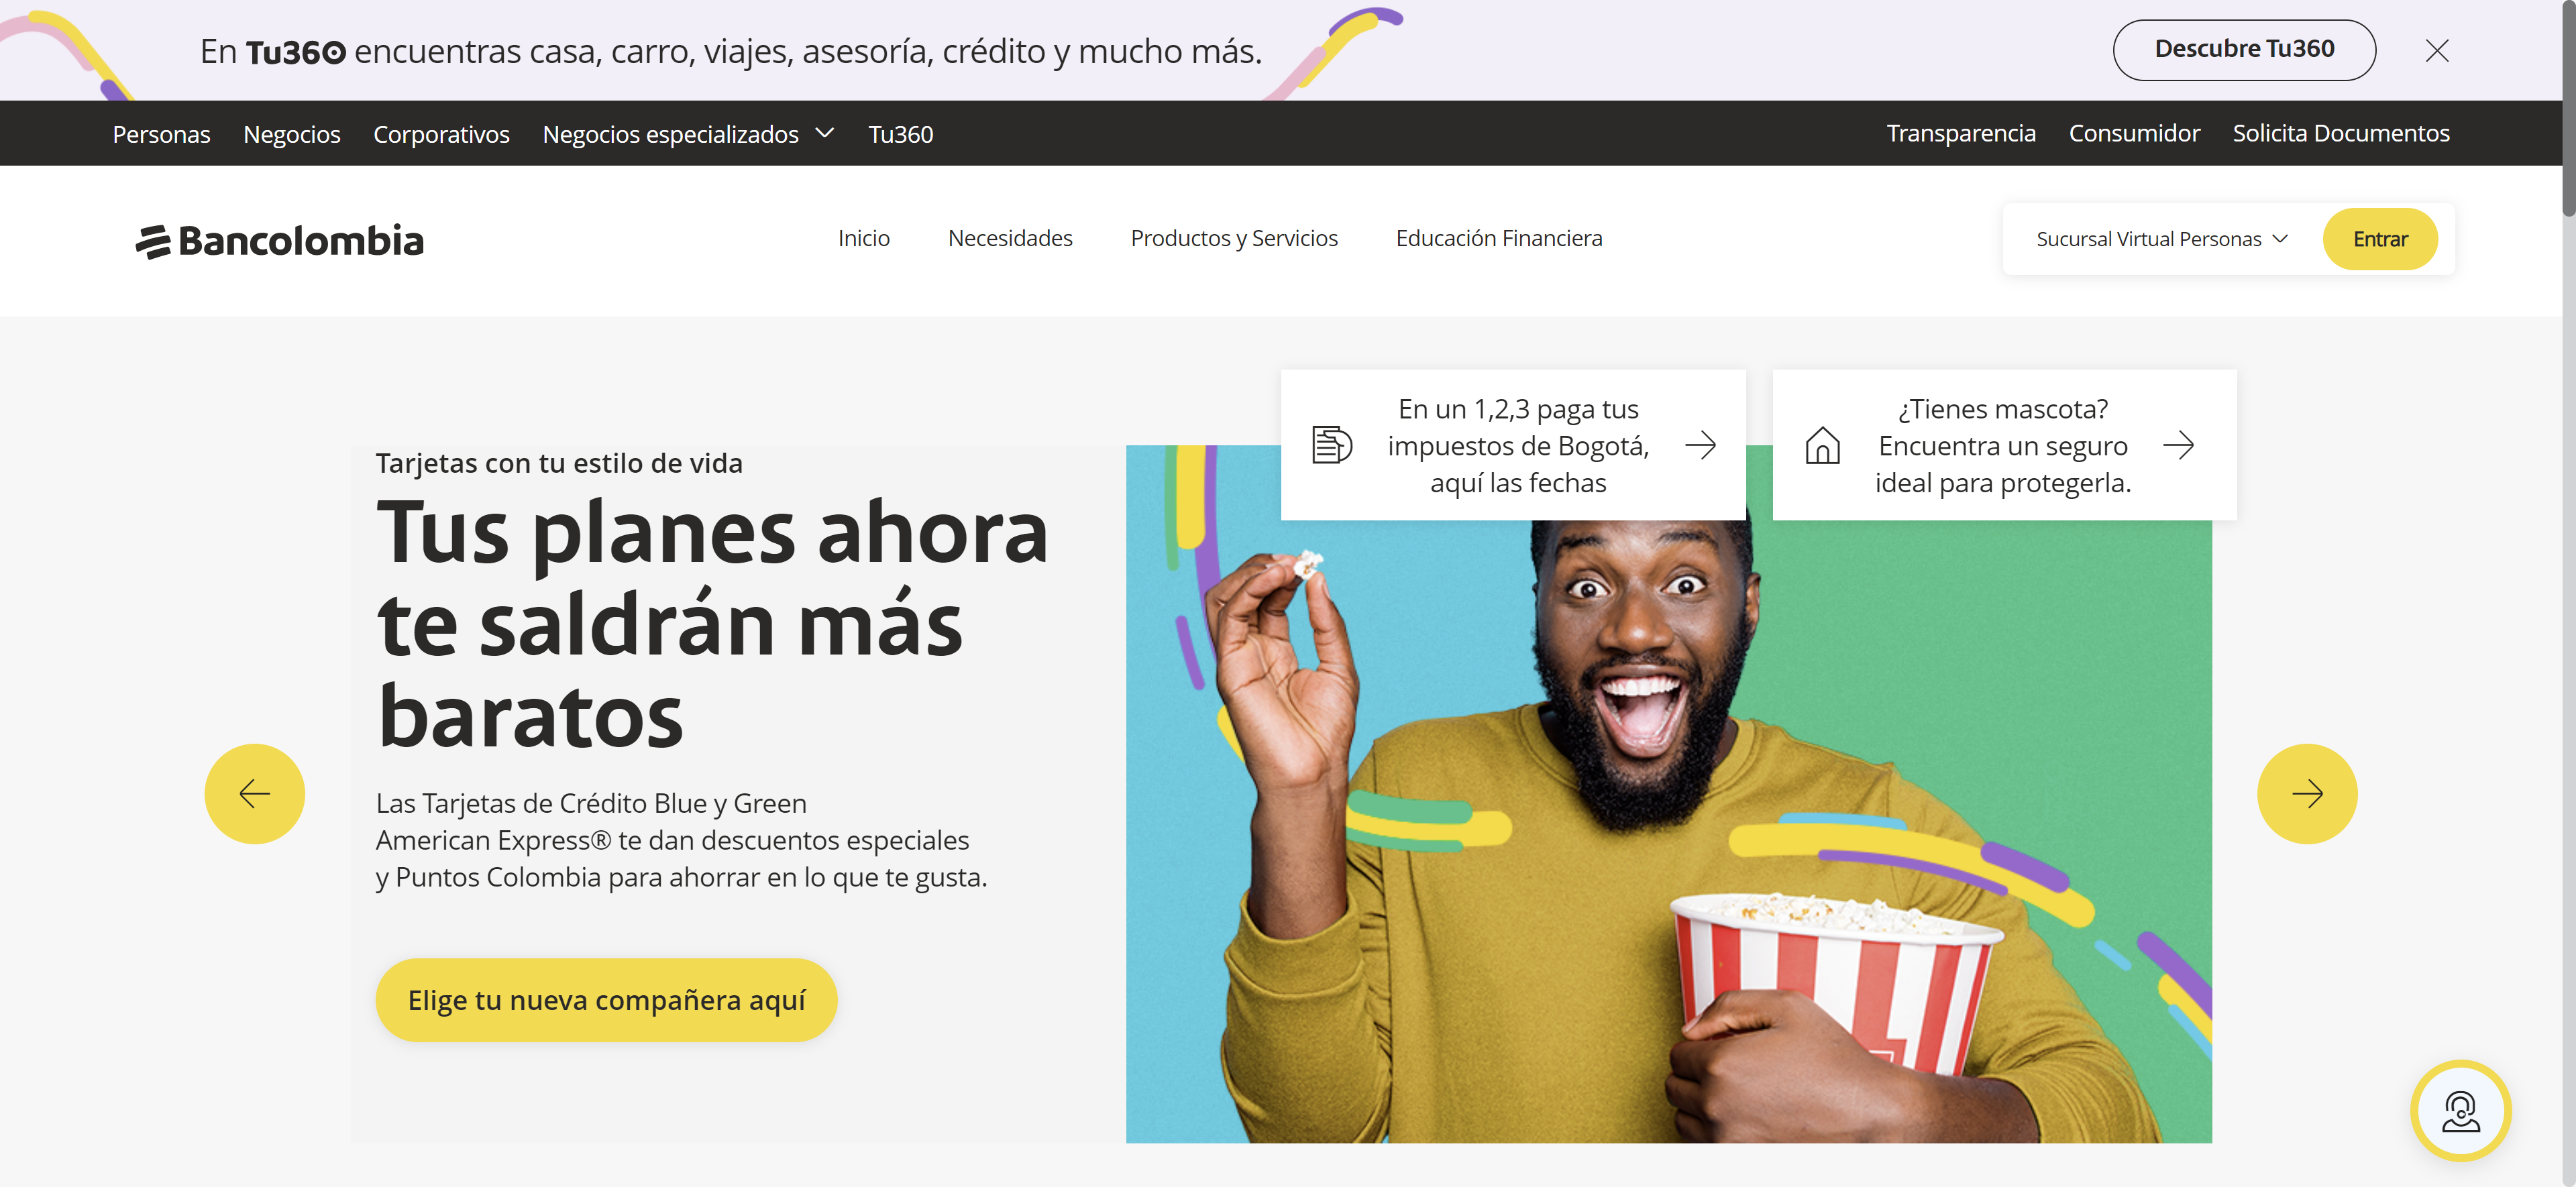 En Tu360 encuentras casa, carro, viajes, asesoría, crédito y mucho más.
Descubre Tu360
Personas
Negocios
Corporativos
Negocios especializados
Tu360
Transparencia
Consumidor
Solicita Documentos
Bancolombia
Inicio
Necesidades
Productos y Servicios
Educación Financiera
Sucursal Virtual Personas
Entrar
En un 1,2,3 paga tus
impuestos de Bogotá,
aquí las fechas
¿Tienes mascota?
Encuentra un seguro
ideal para protegerla.
Tarjetas con tu estilo de vida
Tus planes ahora
te saldrán más
baratos
Las Tarjetas de Crédito Blue y Green
American Express® te dan descuentos especiales
y Puntos Colombia para ahorrar en lo que te gusta.
Elige tu nueva compañera aquí